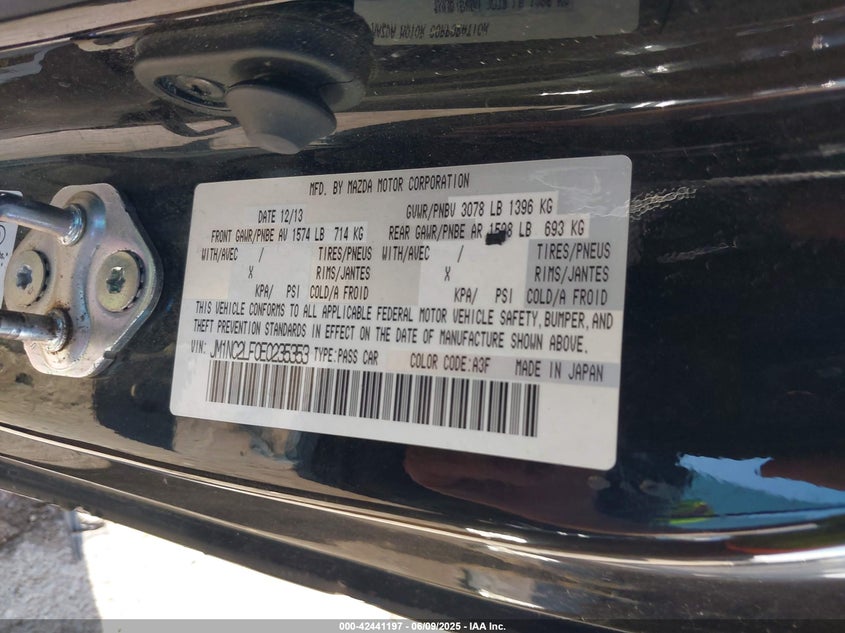 MFD. BY MAZDA MOTOR CORPORATION
DATE 12/13 GVWR/PNBV 3078 LB 1396 KG
FRONT GAWR/PNBE AV 1574 LB 714 KG REAR GAWR/PNBE AR LB 693 KG
WITH/AVEC / TIRES/PNEUS WITH/AVEC / TIRES/PNEUS
X RIMS/JANTES X RIMS/JANTES
KPA/ PSI COLD/A FROID KPA/ PSI COLD/A FROID
THIS VEHICLE CONFORMS TO ALL APPLICABLE FEDERAL MOTOR VEHICLE SAFETY, BUMPER, AND
THEFT PREVENTION STANDARDS IN EFFECT ON THE DATE OF MANUFACTURE SHOWN ABOVE.
VIN: JM1NC2LF0E0235353 TYPE:PASS CAR COLOR CODE:A3F MADE IN JAPAN
000-42441197 - 06/09/2025 - IAA Inc.